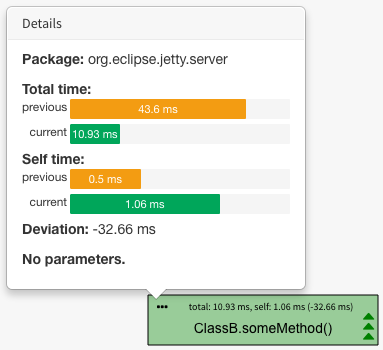 Details
Package: org.eclipse.jetty.server
Total time:
previous 43.6 ms
current 10.93 ms
Self time:
previous 0.5 ms
current 1.06 ms
Deviation: -32.66 ms
No parameters.
••• total: 10.93 ms, self: 1.06 ms (-32.66 ms)
ClassB.someMethod()